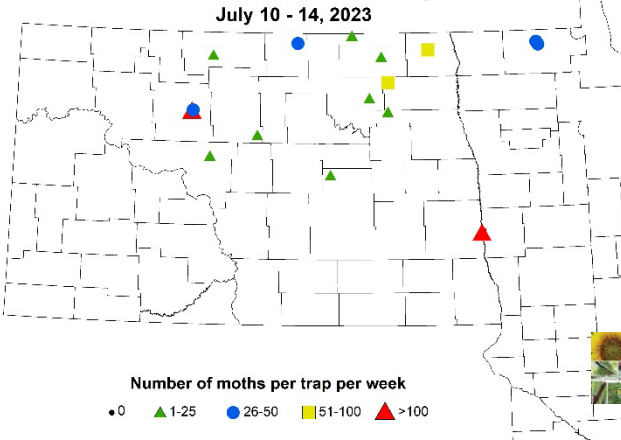 July 10 - 14, 2023
Number of moths per trap per week
0 1-25 26-50 51-100 >100